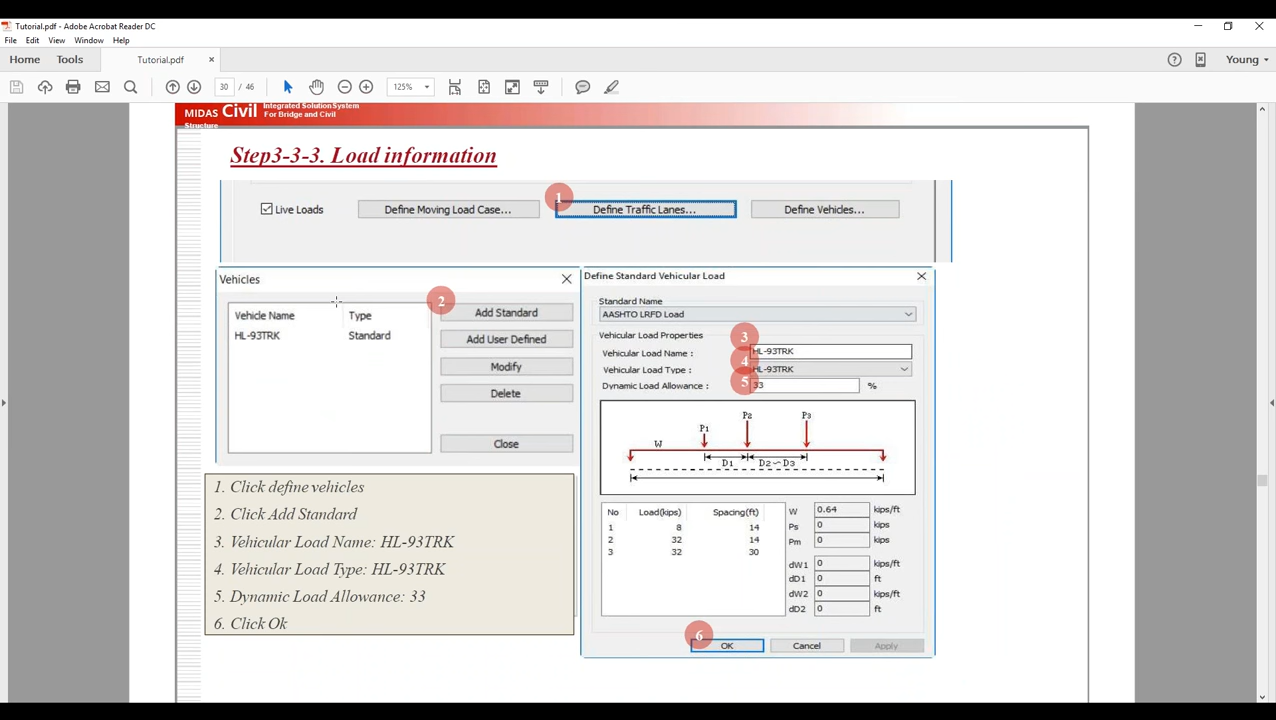 Tutorial.pdf - Adobe Acrobat Reader DC
File Edit View Window Help
Home Tools Tutorial.pdf × Young
30 / 46 125%
MIDAS Civil Integrated Solution System
For Bridge and Civil
Structure
Step3-3-3. Load information
1
Live Loads Define Moving Load Case... Define Traffic Lanes... Define Vehicles...
Vehicles
Vehicle Name Type
HL-93TRK Standard
2
Add Standard
Add User Defined
Modify
Delete
Close
Define Standard Vehicular Load
Standard Name
AASHTO LRFD Load
Vehicular Load Properties
3
Vehicular Load Name : HL-93TRK
4
Vehicular Load Type : HL-93TRK
5
Dynamic Load Allowance : 33 %
P1 P2 P3
W
D1 D2~D3
No Load(kips) Spacing(ft)
1 8 14
2 32 14
3 32 30
W 0.64 kips/ft
Ps 0 kips
Pm 0 kips
dW1 0 kips/ft
dD1 0 ft
dW2 0 kips/ft
dD2 0 ft
6
OK Cancel Apply
1. Click define vehicles
2. Click Add Standard
3. Vehicular Load Name: HL-93TRK
4. Vehicular Load Type: HL-93TRK
5. Dynamic Load Allowance: 33
6. Click Ok